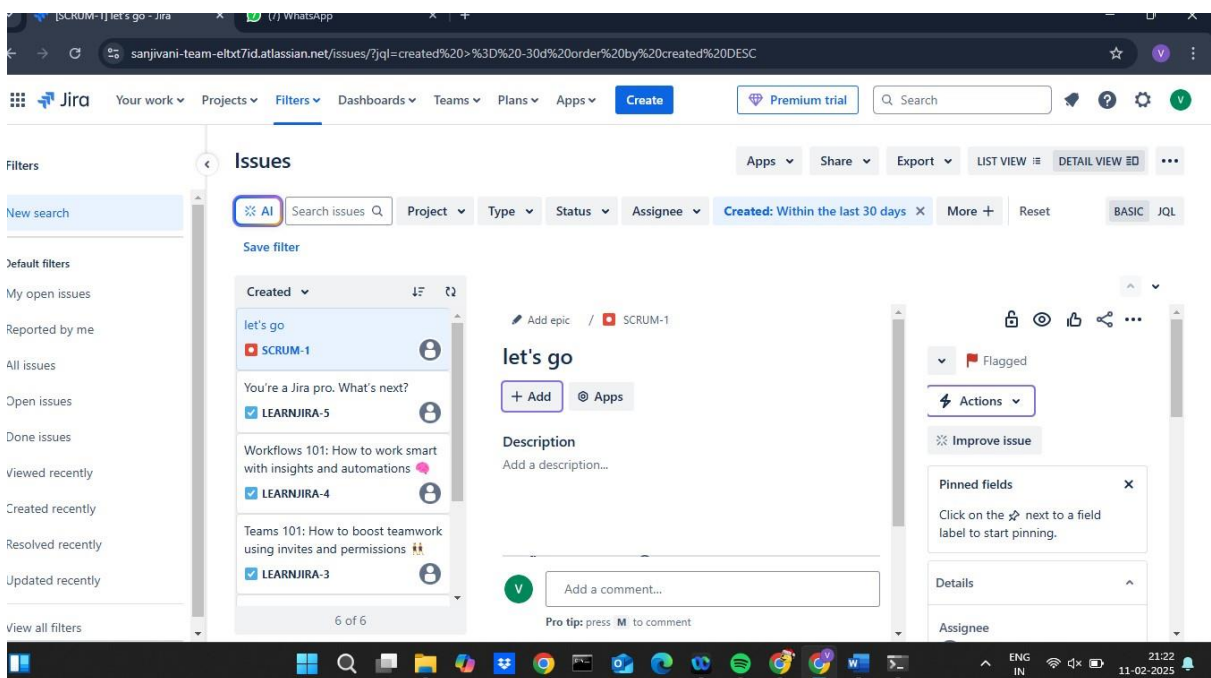 [SCRUM-1] let's go - Jira
(7) WhatsApp
sanjivani-team-eltxt7id.atlassian.net/issues/?jql=created%20>%3D%20-30d%20order%20by%20created%20DESC
V
Jira Your work Projects Filters Dashboards Teams Plans Apps Create Premium trial Search V
Filters
New search
Default filters
My open issues
Reported by me
All issues
Open issues
Done issues
Viewed recently
Created recently
Resolved recently
Updated recently
View all filters
Issues
Apps Share Export LIST VIEW DETAIL VIEW
AI Search issues Project Type Status Assignee Created: Within the last 30 days More Reset BASIC JQL
Save filter
Created
let's go
SCRUM-1
You're a Jira pro. What's next?
LEARNJIRA-5
Workflows 101: How to work smart
with insights and automations 🧠
LEARNJIRA-4
Teams 101: How to boost teamwork
using invites and permissions 👯
LEARNJIRA-3
6 of 6
Add epic / SCRUM-1
let's go
+ Add Apps
Description
Add a description...
V Add a comment...
Pro tip: press M to comment
Flagged
Actions
Improve issue
Pinned fields
Click on the next to a field
label to start pinning.
Details
Assignee
ENG
IN
21:22
11-02-2025